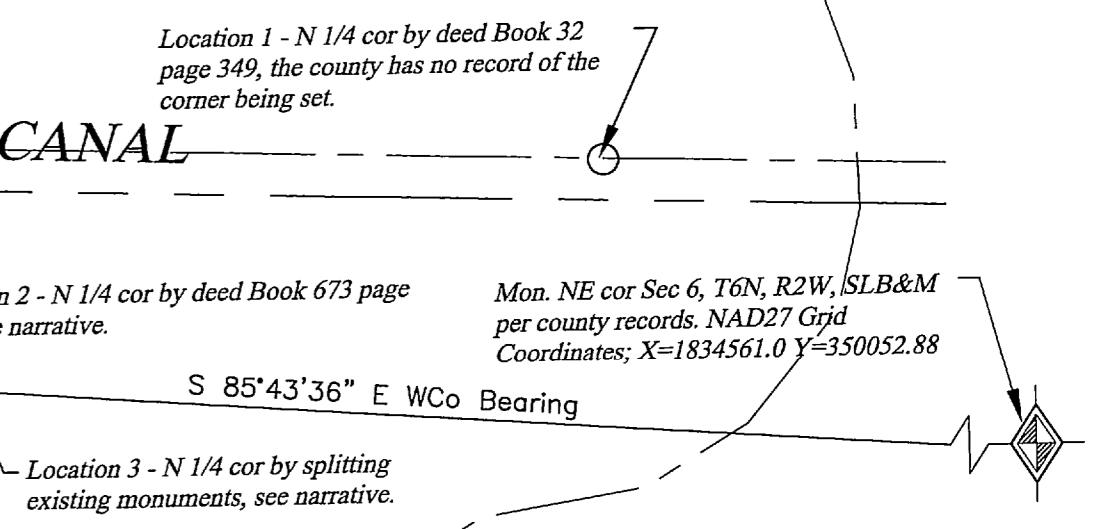 Location 1 - N 1/4 cor by deed Book 32
page 349, the county has no record of the
corner being set.
CANAL
n 2 - N 1/4 cor by deed Book 673 page
narrative.
Mon. NE cor Sec 6, T6N, R2W, SLB&M
per county records. NAD27 Grid
Coordinates; X=1834561.0 Y=350052.88
S 85°43'36" E WCo Bearing
Location 3 - N 1/4 cor by splitting
existing monuments, see narrative.